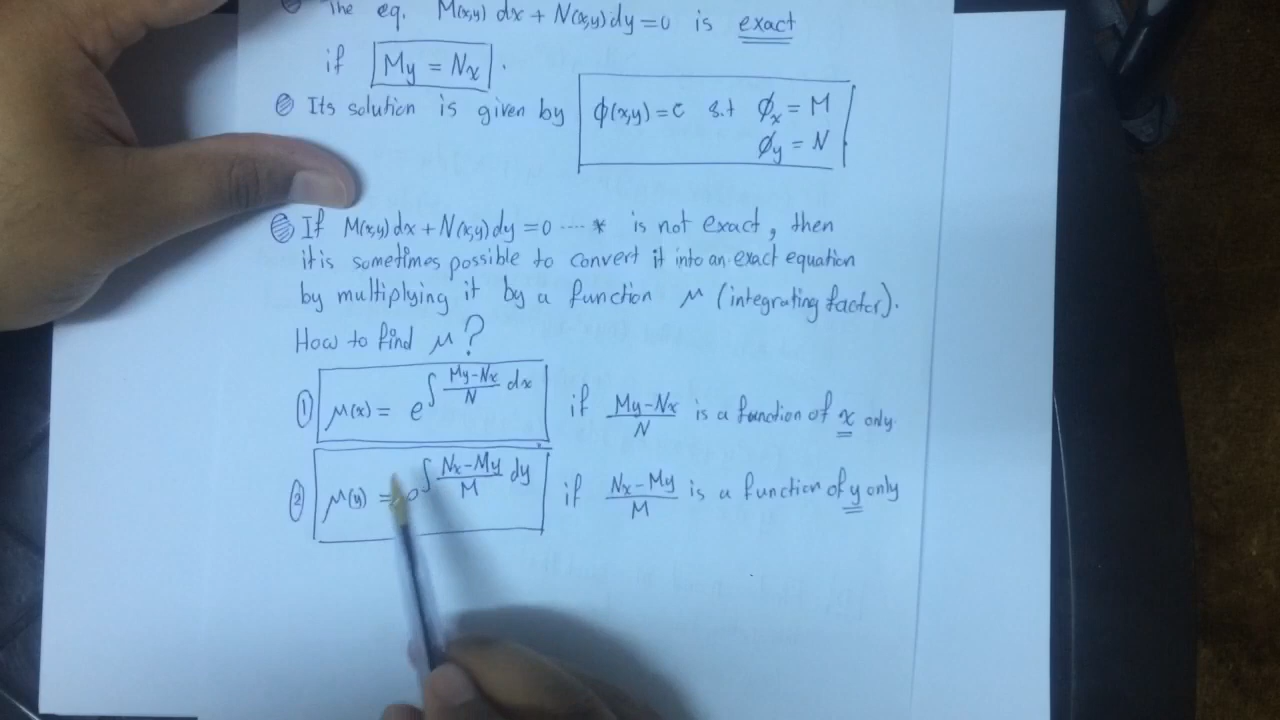 The eq. M(x,y) dx + N(x,y) dy = 0 is exact
if My = Nx .
Its solution is given by φ(x,y) = c s.t φx = M
φy = N
If M(x,y) dx + N(x,y) dy = 0 ---- * is not exact, then
it is sometimes possible to convert it into an exact equation
by multiplying it by a function μ (integrating factor).
How to find μ ?
① μ(x) = e^∫ (My-Nx)/N dx if (My-Nx)/N is a function of x only
② μ(y) = e^∫ (Nx-My)/M dy if (Nx-My)/M is a function of y only